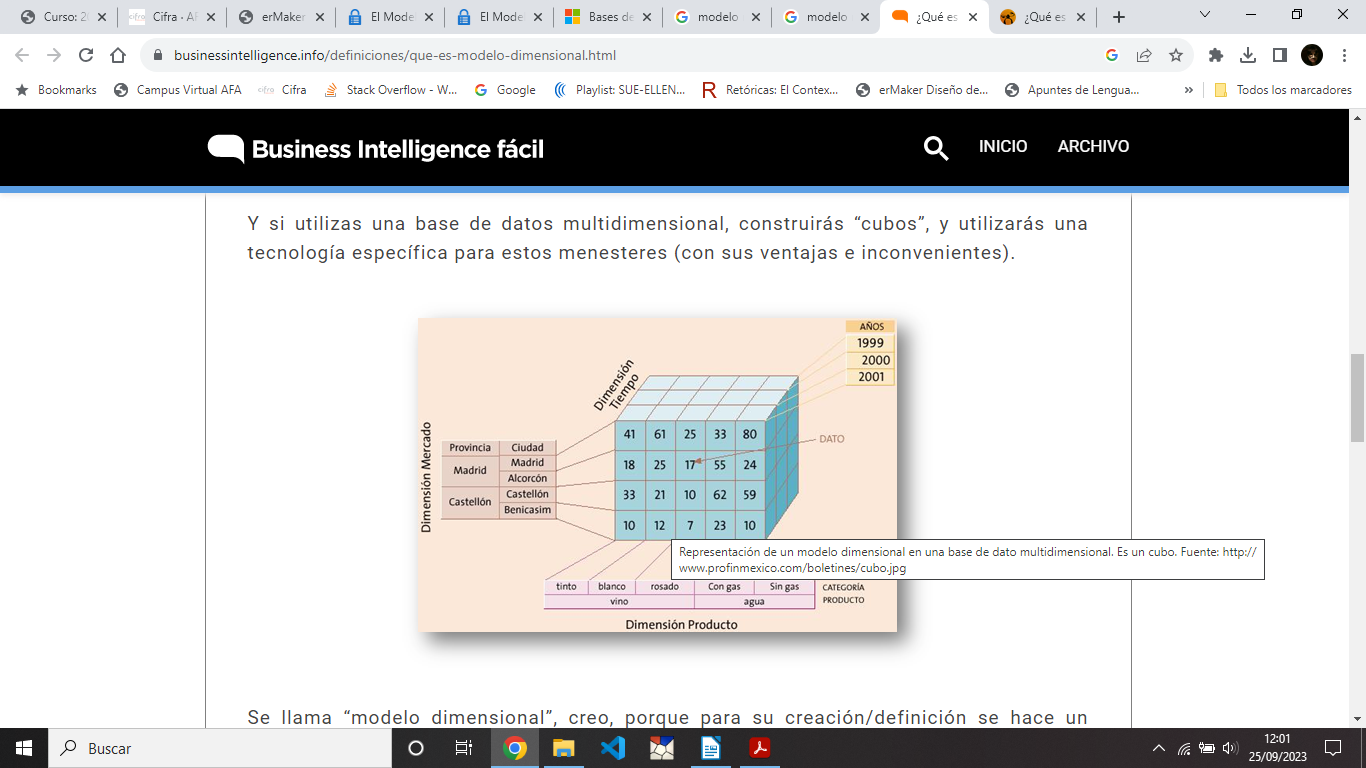 Curso: 20
Cifra · AF
erMaker
El Mode
El Mode
Bases de
modelo
modelo
¿Qué es
¿Qué es
businessintelligence.info/definiciones/que-es-modelo-dimensional.html
Bookmarks
Campus Virtual AFA
Cifra
Stack Overflow - W...
Google
Playlist: SUE-ELLEN...
Retóricas: El Contex...
erMaker Diseño de...
Apuntes de Lengua...
»
Todos los marcadores
Business Intelligence fácil
INICIO
ARCHIVO
Y si utilizas una base de datos multidimensional, construirás “cubos”, y utilizarás una
tecnología específica para estos menesteres (con sus ventajas e inconvenientes).
AÑOS
1999
2000
2001
Dimensión
Tiempo
Dimensión Mercado
Provincia Ciudad
Madrid Madrid
Alcorcón
Castellón Castellón
Benicasim
41 61 25 33 80
18 25 17 55 24
33 21 10 62 59
10 12 7 23 10
DATO
Representación de un modelo dimensional en una base de dato multidimensional. Es un cubo. Fuente: http://
www.profinmexico.com/boletines/cubo.jpg
tinto blanco rosado Con gas Sin gas CATEGORÍA
vino agua PRODUCTO
Dimensión Producto
Se llama “modelo dimensional”, creo, porque para su creación/definición se hace un
Buscar
12:01
25/09/2023